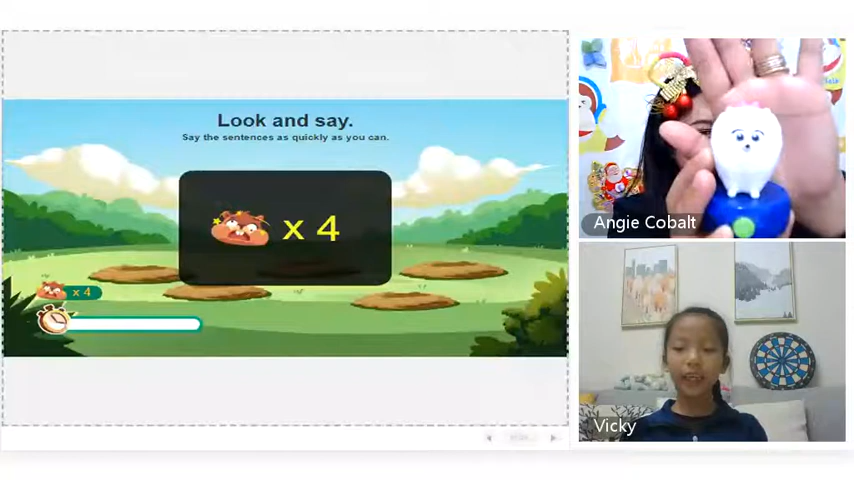 Look and say.
Say the sentences as quickly as you can.
x 4
x 4
Angie Cobalt
Vicky